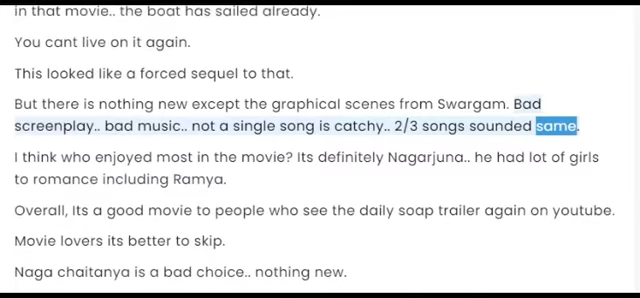 in that movie.. the boat has sailed already.
You cant live on it again.
This looked like a forced sequel to that.
But there is nothing new except the graphical scenes from Swargam. Bad
screenplay.. bad music.. not a single song is catchy.. 2/3 songs sounded same.
I think who enjoyed most in the movie? Its definitely Nagarjuna.. he had lot of girls
to romance including Ramya.
Overall, Its a good movie to people who see the daily soap trailer again on youtube.
Movie lovers its better to skip.
Naga chaitanya is a bad choice.. nothing new.